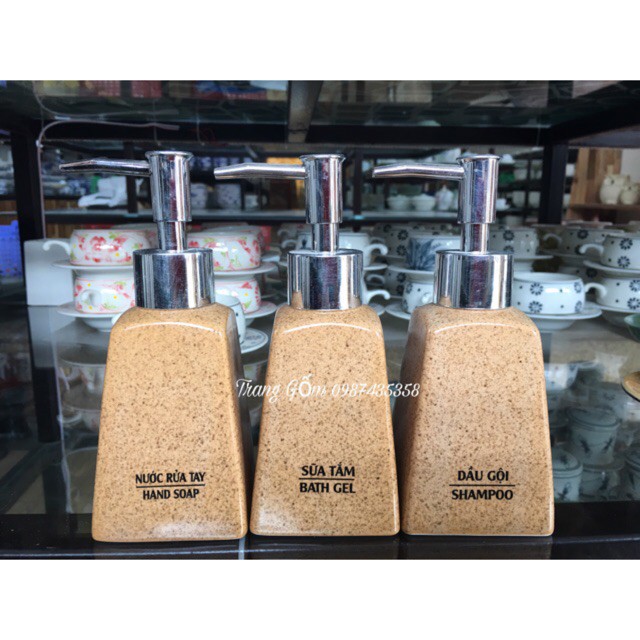 Trang Gốm 0987485358
NƯỚC RỬA TAY
HAND SOAP
SỮA TẮM
BATH GEL
DẦU GỘI
SHAMPOO